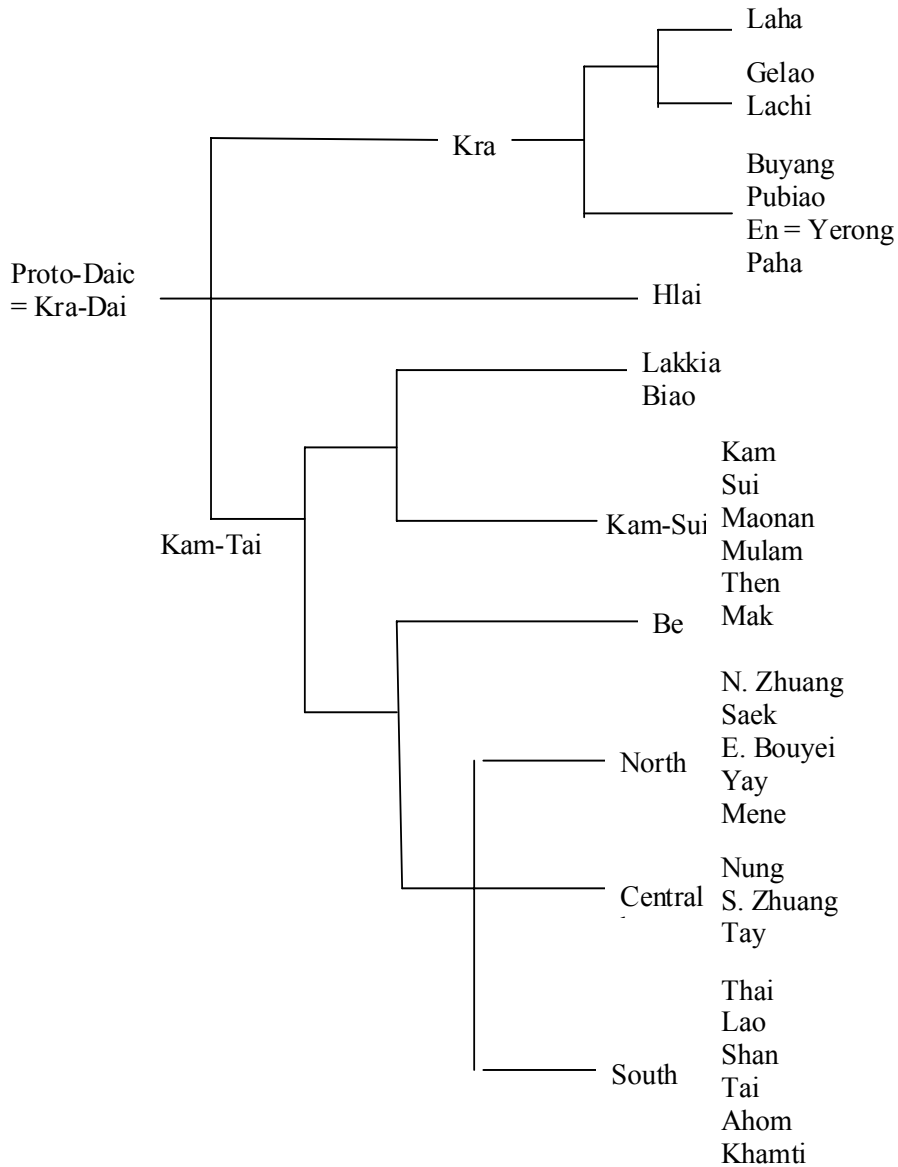 Laha
Gelao
Lachi
Kra
Buyang
Pubiao
En = Yerong
Paha
Proto-Daic
= Kra-Dai
Hlai
Lakkia
Biao
Kam-Tai
Kam-Sui
Kam
Sui
Maonan
Mulam
Then
Mak
Be
North
N. Zhuang
Saek
E. Bouyei
Yay
Mene
Central
Nung
S. Zhuang
Tay
South
Thai
Lao
Shan
Tai
Ahom
Khamti